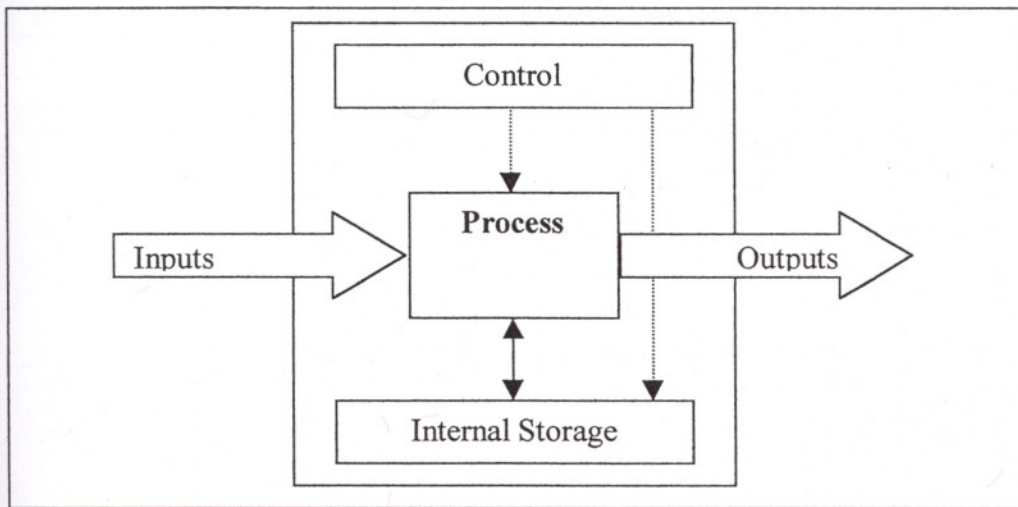 Control
Process
Inputs
Outputs
Internal Storage